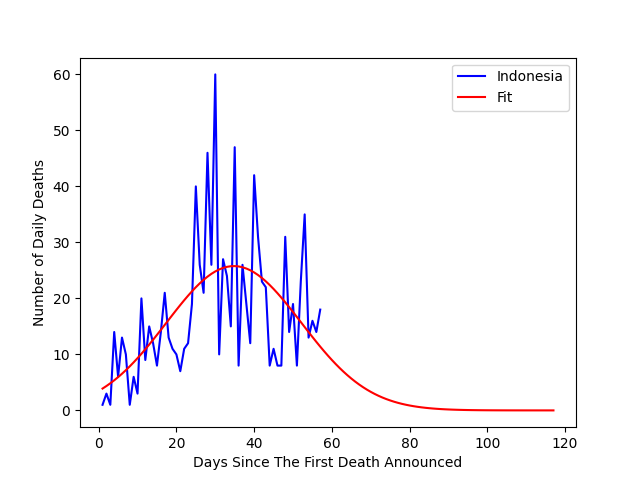 Indonesia
Fit
60
50
40
30
20
10
0
Number of Daily Deaths
0 20 40 60 80 100 120
Days Since The First Death Announced